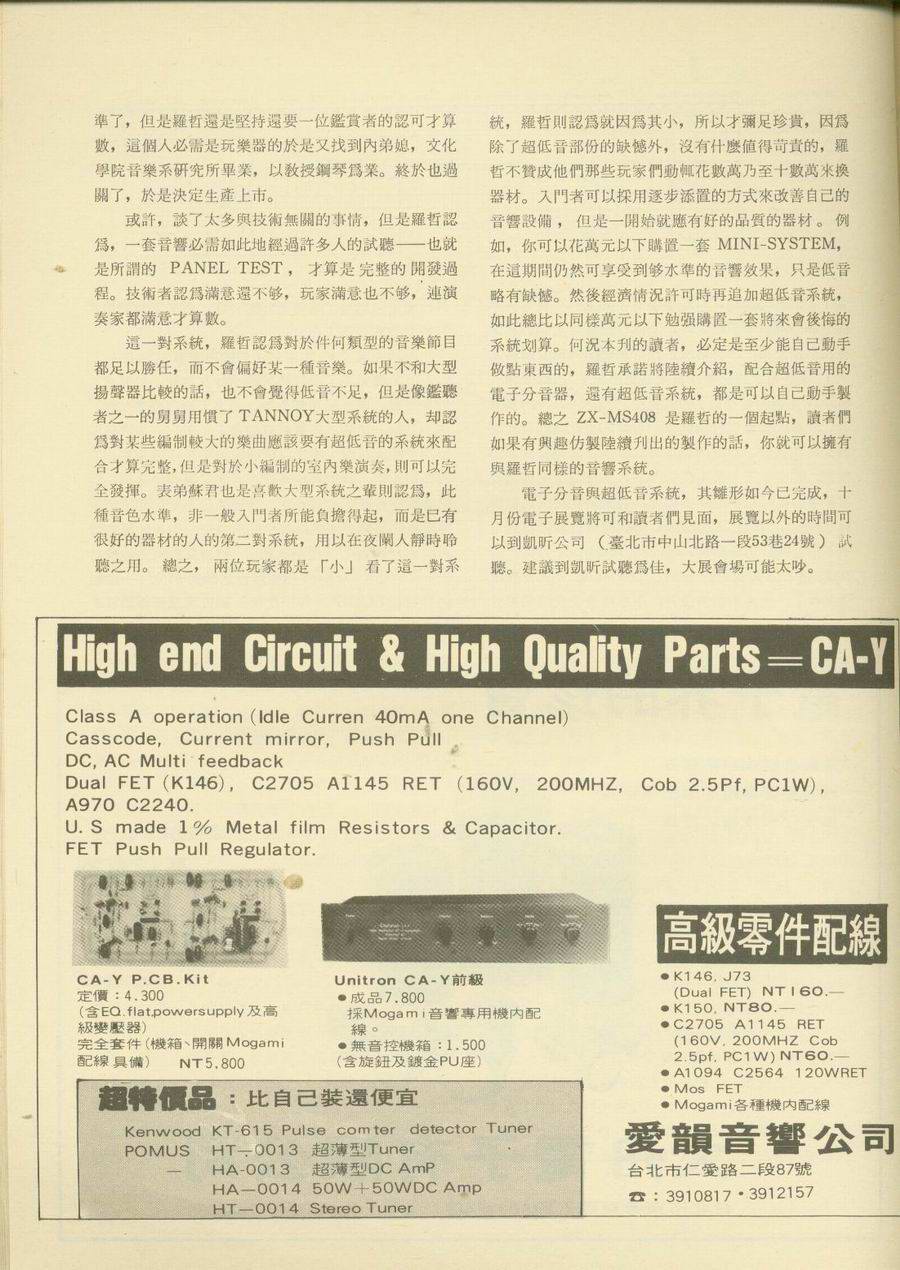 準了，但是羅哲還是堅持還要一位鑑賞者的認可才算
數，這個人必需是玩樂器的於是又找到內弟媳，文化
學院音樂系研究所畢業，以教授鋼琴爲業。終於也過
關了，於是決定生產上市。
或許，談了太多與技術無關的事情，但是羅哲認
爲，一套音響必需如此地經過許多人的試聽——也就
是所謂的 PANEL TEST，才算是完整的開發過
程。技術者認爲滿意還不够，玩家滿意也不够，連演
奏家都滿意才算數。
這一對系統，羅哲認爲對於件何類型的音樂節目
都足以勝任，而不會偏好某一種音樂。如果不和大型
揚聲器比較的話，也不會覺得低音不足，但是像鑑聽
者之一的舅舅用慣了TANNOY大型系統的人，却認
爲對某些編制較大的樂曲應該要有超低音的系統來配
合才算完整，但是對於小編制的室內樂演奏，則可以完
全發揮。表弟蘇君也是喜歡大型系統之輩則認爲，此
種音色水準，非一般入門者所能負擔得起，而是已有
很好的器材的人的第二對系統，用以在夜闌人靜時聆
聽之用。總之，兩位玩家都是「小」看了這一對系
統，羅哲則認爲就因爲其小，所以才彌足珍貴，因爲
除了超低音部份的缺憾外，沒有什麼值得苛責的，羅
哲不贊成他們那些玩家們動輒花數萬乃至十數萬來換
器材。入門者可以採用逐步添置的方式來改善自己的
音響設備，但是一開始就應有好的品質的器材。例
如，你可以花萬元以下購置一套 MINI-SYSTEM，
在這期間仍然可享受到够水準的音響效果，只是低音
略有缺憾。然後經濟情況許可時再追加超低音系統，
如此總比以同樣萬元以下勉强購置一套將來會後悔的
系統划算。何況本刋的讀者，必定是至少能自己動手
做點東西的，羅哲承諾將陸續介紹，配合超低音用的
電子分音器，還有超低音系統，都是可以自己動手製
作的。總之 ZX-MS408 是羅哲的一個起點，讀者們
如果有興趣仿製陸續刋出的製作的話，你就可以擁有
與羅哲同樣的音響系統。
電子分音與超低音系統，其雛形如今已完成，十
月份電子展覽將可和讀者們見面，展覽以外的時間可
以到凱昕公司（臺北市中山北路一段53巷24號）試
聽。建議到凱昕試聽爲佳，大展會場可能太吵。
High end Circuit & High Quality Parts=CA-Y
Class A operation (Idle Curren 40mA one Channel)
Casscode, Current mirror, Push Pull
DC, AC Multi feedback
Dual FET (K146), C2705 A1145 RET (160V, 200MHZ, Cob 2.5Pf, PC1W),
A970 C2240.
U.S made 1% Metal film Resistors & Capacitor.
FET Push Pull Regulator.
CA-Y P.CB.Kit
定價：4.300
(含EQ.flat,powersupply及高
級變壓器)
完全套件(機箱、開關Mogami
配線具備) NT5.800
Unitron CA-Y前級
●成品7.800
採Mogami音響專用機內配
線。
●無音控機箱：1.500
(含旋鈕及鍍金PU座)
高級零件配線
●K146. J73
(Dual FET) NT160.—
●K150, NT80.—
●C2705 A1145 RET
(160V. 200MHZ Cob
2.5pf, PC1W) NT60.—
●A1094 C2564 120WRET
●Mos FET
●Mogami各種機內配線
超特價品：比自己裝還便宜
Kenwood KT-615 Pulse comter detector Tuner
POMUS HT—0013 超薄型Tuner
— HA-0013 超薄型DC AmP
HA—0014 50W＋50WDC Amp
HT—0014 Stereo Tuner
愛韻音響公司
台北市仁愛路二段87號
☎：3910817•3912157